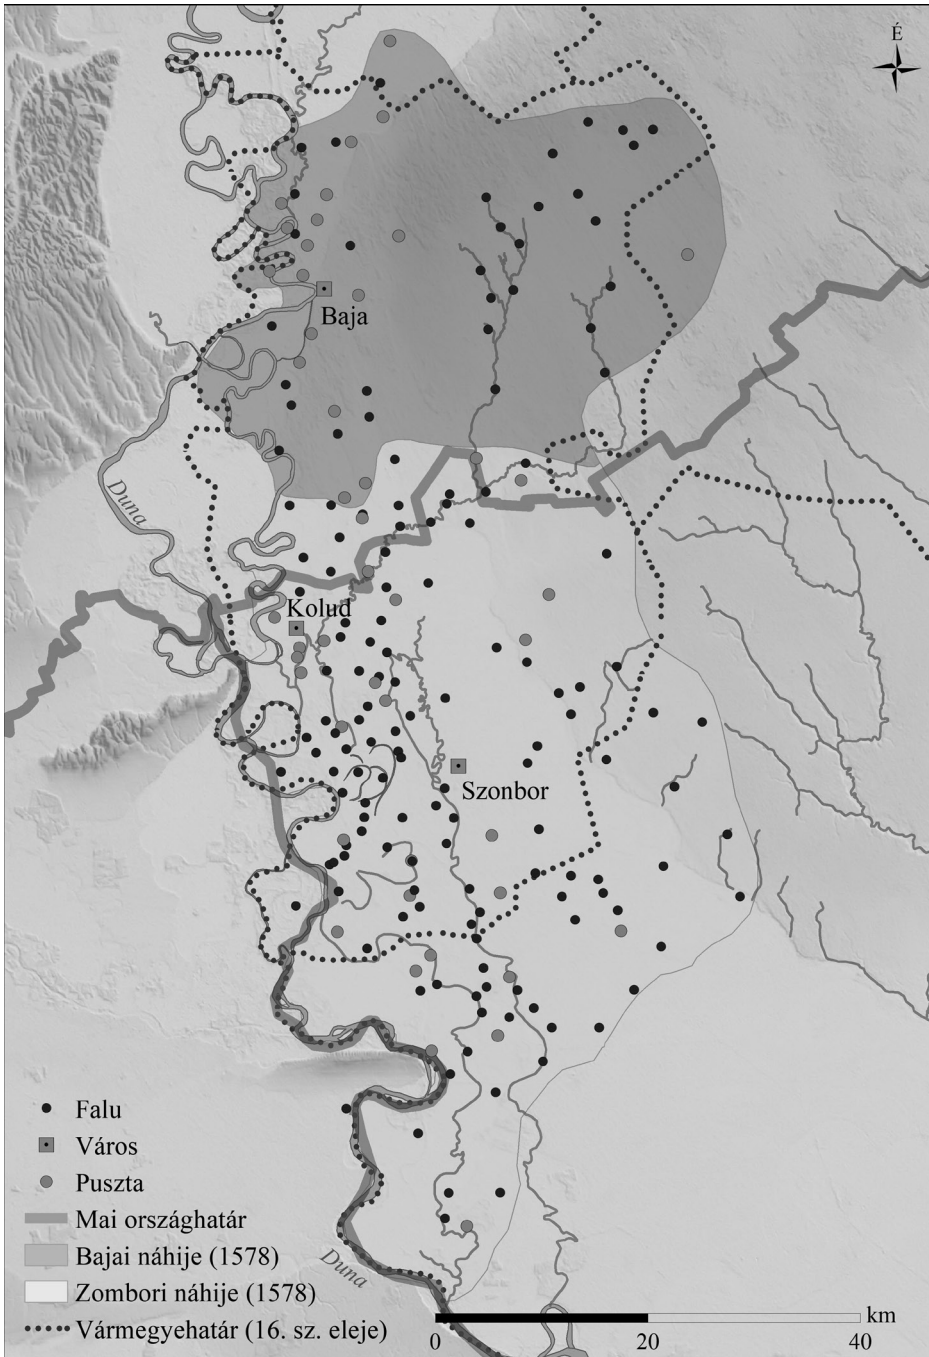 É
Baja
Duna
Kolud
Szonbor
Falu
Város
Puszta
Mai országhatár
Bajai náhije (1578)
Zombori náhije (1578)
Vármegyehatár (16. sz. eleje)
Duna
km
0 20 40